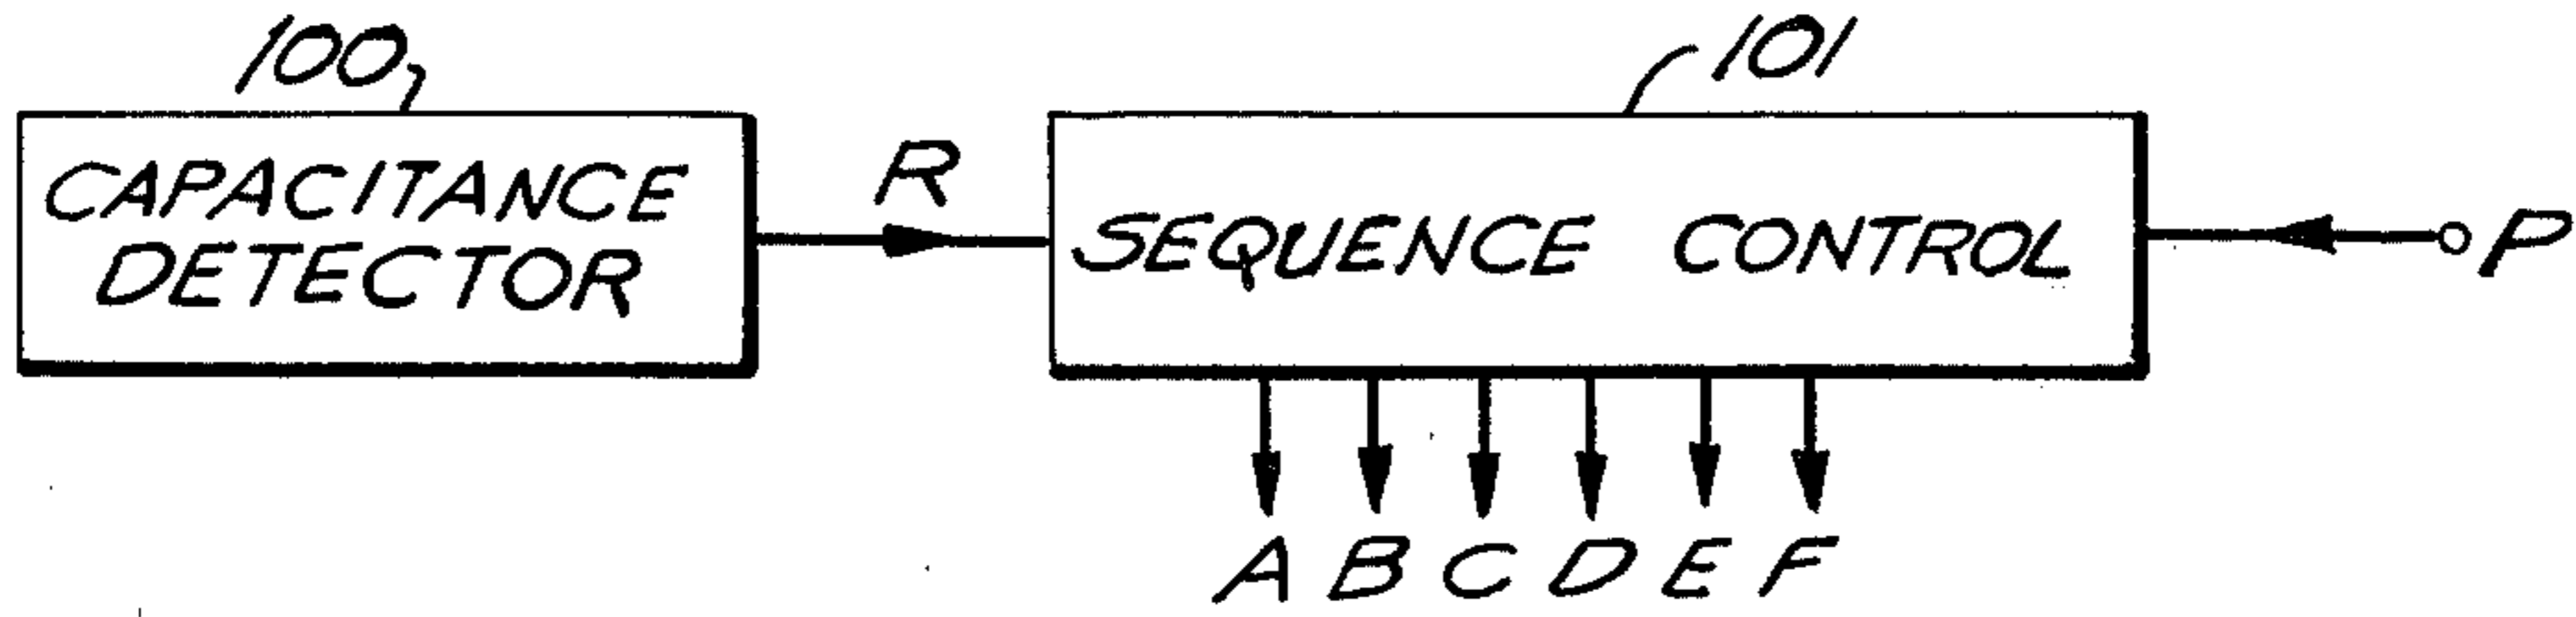 100
101
CAPACITANCE
DETECTOR
R
SEQUENCE CONTROL
P
A B C D E F